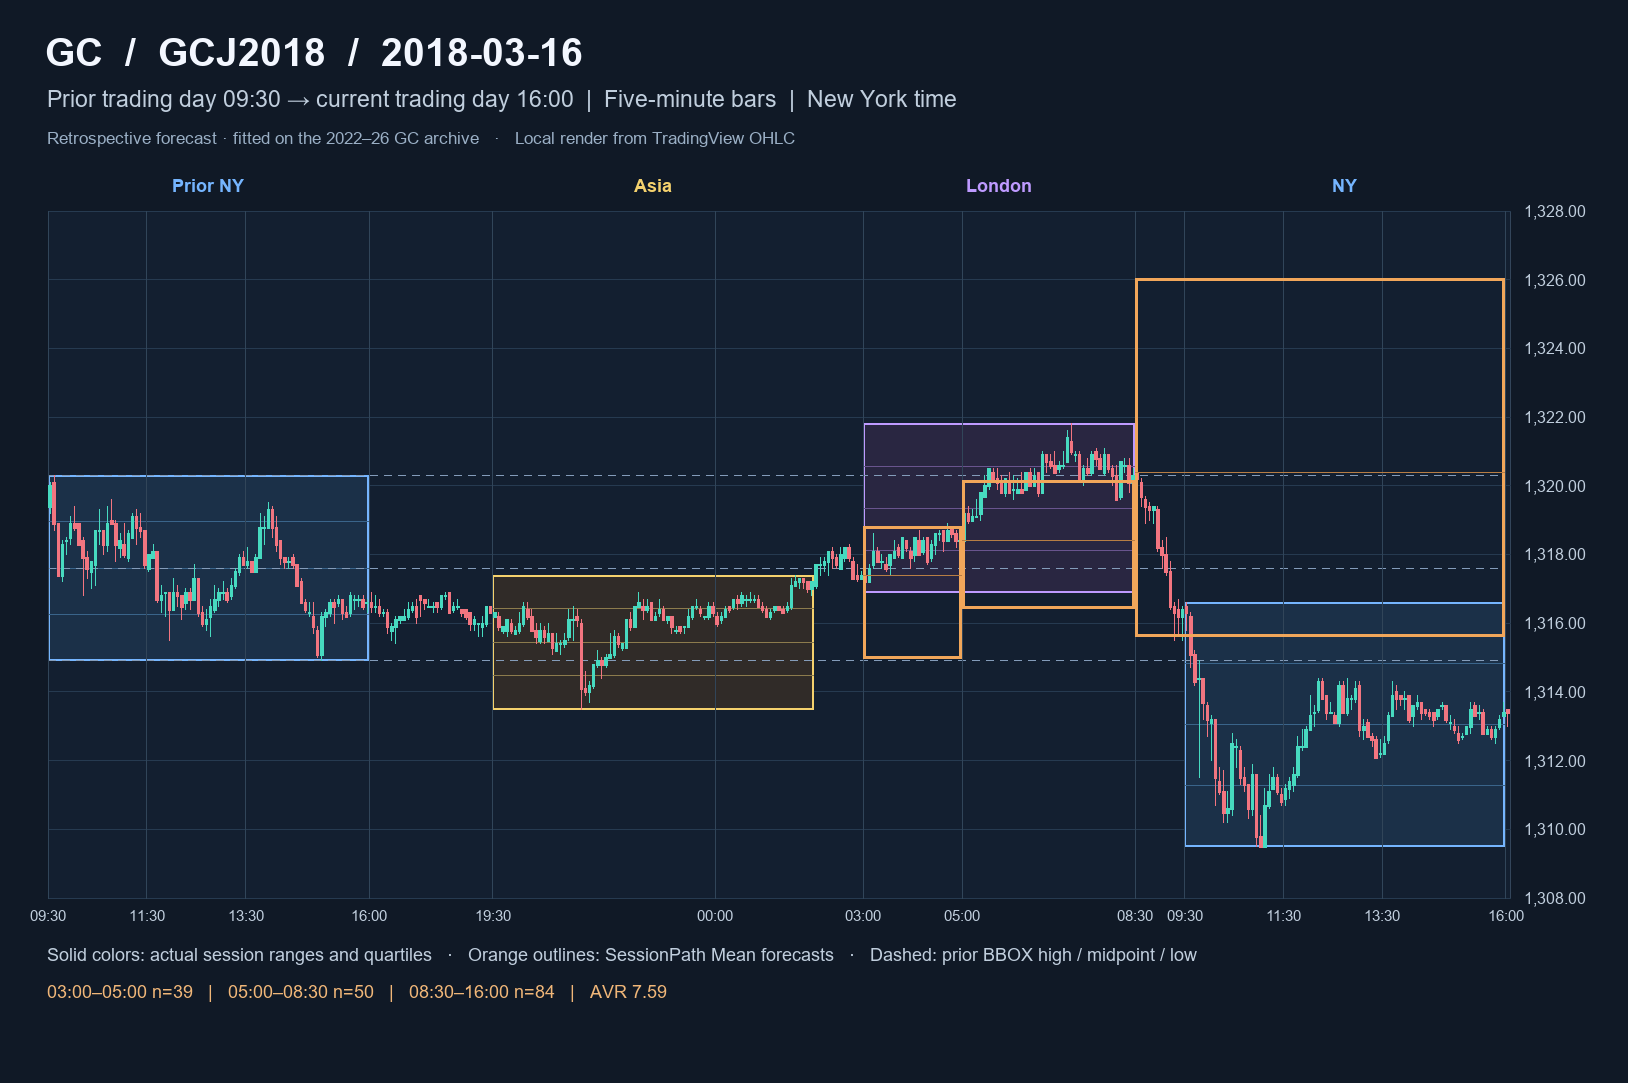 GC / GCJ2018 / 2018-03-16
Prior trading day 09:30 → current trading day 16:00 | Five-minute bars | New York time
Retrospective forecast · fitted on the 2022–26 GC archive · Local render from TradingView OHLC
Prior NY Asia London NY
1,328.00
1,326.00
1,324.00
1,322.00
1,320.00
1,318.00
1,316.00
1,314.00
1,312.00
1,310.00
1,308.00
09:30 11:30 13:30 16:00 19:30 00:00 03:00 05:00 08:30 09:30 11:30 13:30 16:00
Solid colors: actual session ranges and quartiles · Orange outlines: SessionPath Mean forecasts · Dashed: prior BBOX high / midpoint / low
03:00–05:00 n=39 | 05:00–08:30 n=50 | 08:30–16:00 n=84 | AVR 7.59